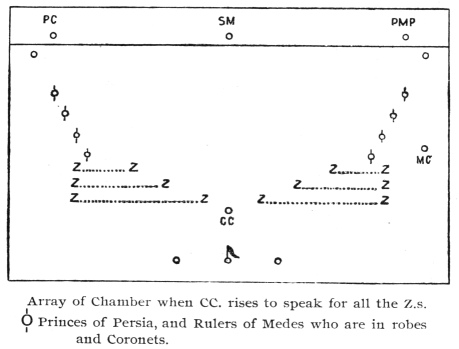 PC SM PMP
MC
Z........Z Z........Z
Z.............Z Z.............Z
Z...................Z Z..................Z
CC
Array of Chamber when CC. rises to speak for all the Z.s.
Princes of Persia, and Rulers of Medes who are in robes
and Coronets.